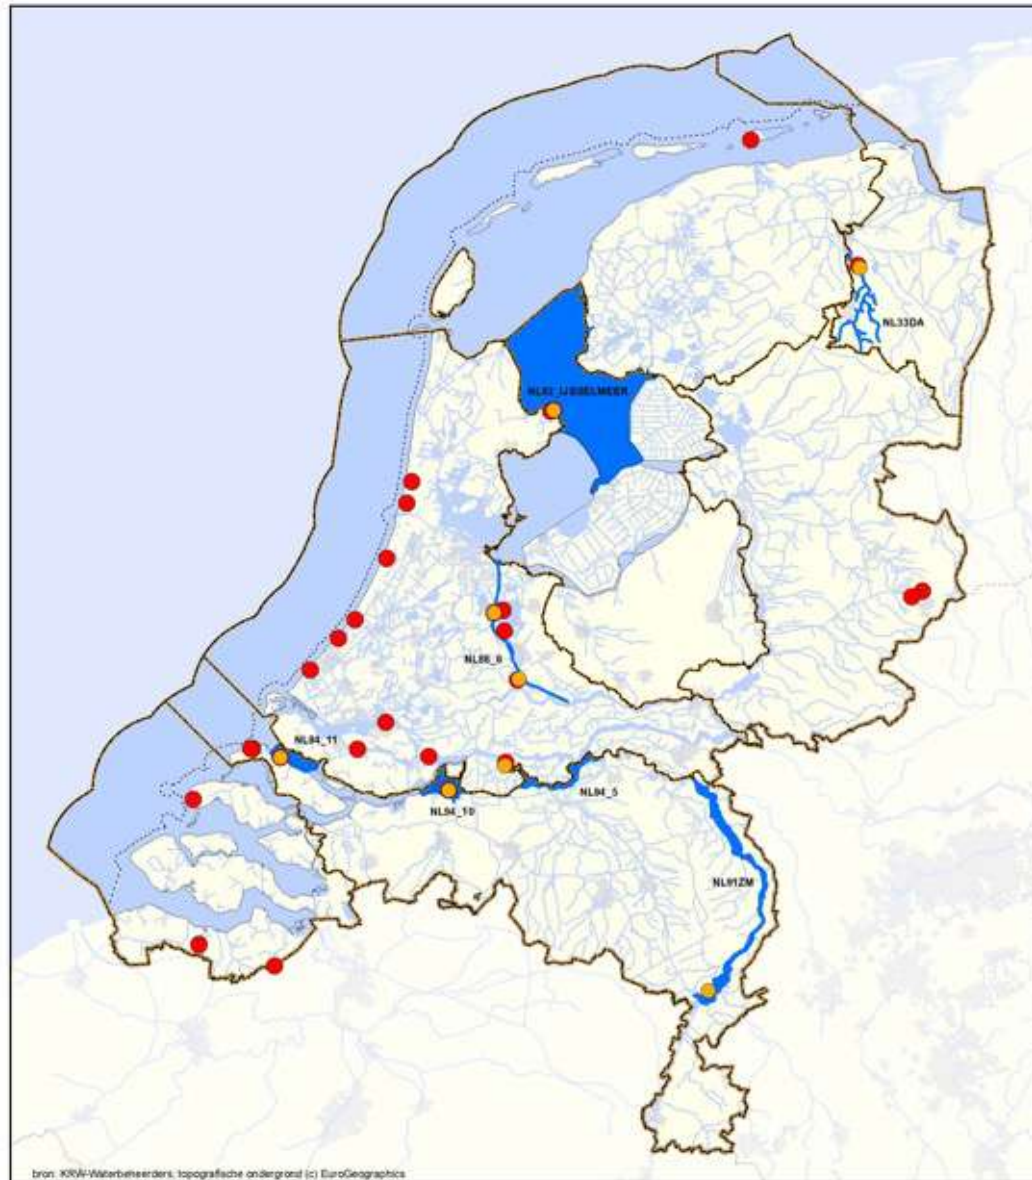 NL33DA
NL92_IJSSELMEER
NL86_6
NL94_11
NL94_5
NL94_10
NL91ZM
bron: KRW-Waterbeheerders, topografische ondergrond (c) EuroGeographics